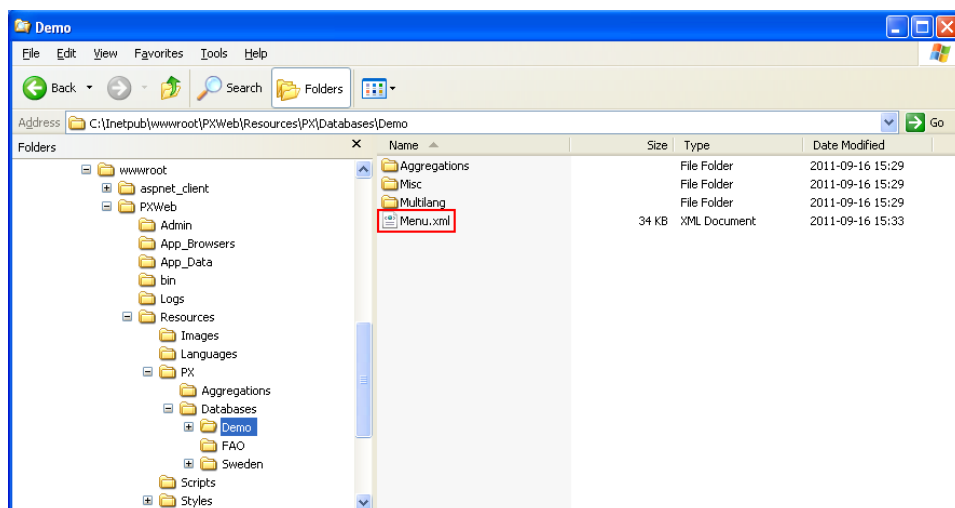 Demo
File Edit View Favorites Tools Help
Back Search Folders
Address C:\Inetpub\wwwroot\PXWeb\Resources\PX\Databases\Demo Go
Folders × Name Size Type Date Modified
wwwroot
aspnet_client
PXWeb
Admin
App_Browsers
App_Data
bin
Logs
Resources
Images
Languages
PX
Aggregations
Databases
Demo
FAO
Sweden
Scripts
Styles
Aggregations File Folder 2011-09-16 15:29
Misc File Folder 2011-09-16 15:29
Multilang File Folder 2011-09-16 15:29
Menu.xml 34 KB XML Document 2011-09-16 15:33